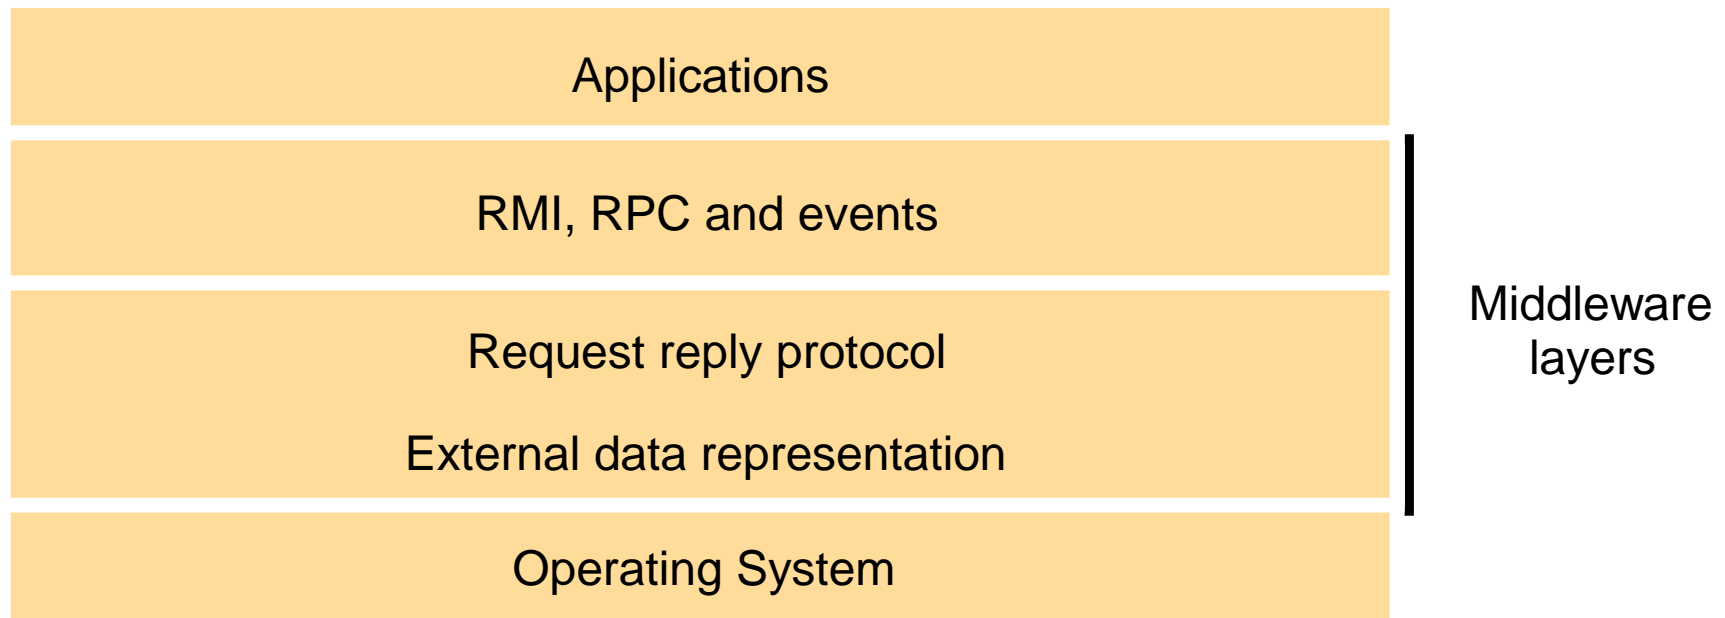 Applications
RMI, RPC and events
Request reply protocol
External data representation
Operating System
Middleware
layers